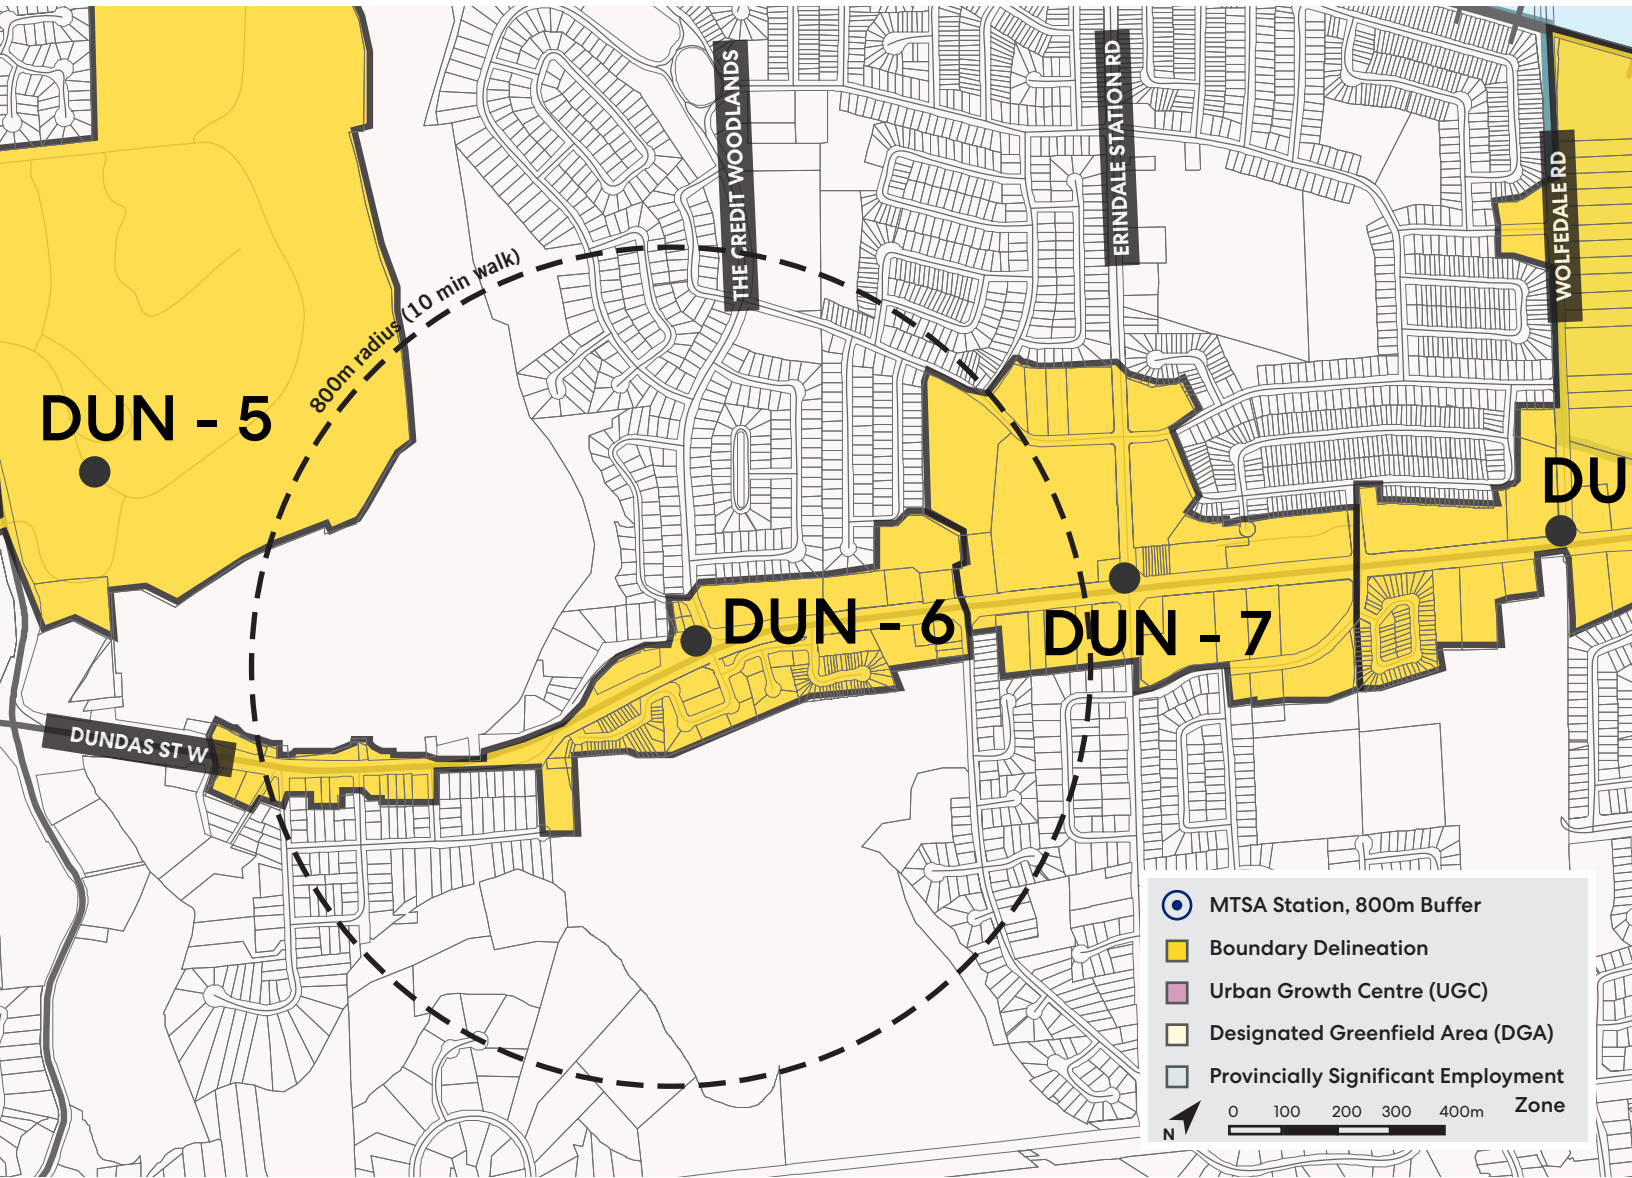 THE CREDIT WOODLANDS
ERINDALE STATION RD
WOLFEDALE RD
800m radius (10 min walk)
DUN - 5
DU
DUN - 6
DUN - 7
DUNDAS ST W
MTSA Station, 800m Buffer
Boundary Delineation
Urban Growth Centre (UGC)
Designated Greenfield Area (DGA)
Provincially Significant Employment
Zone
0 100 200 300 400m
N